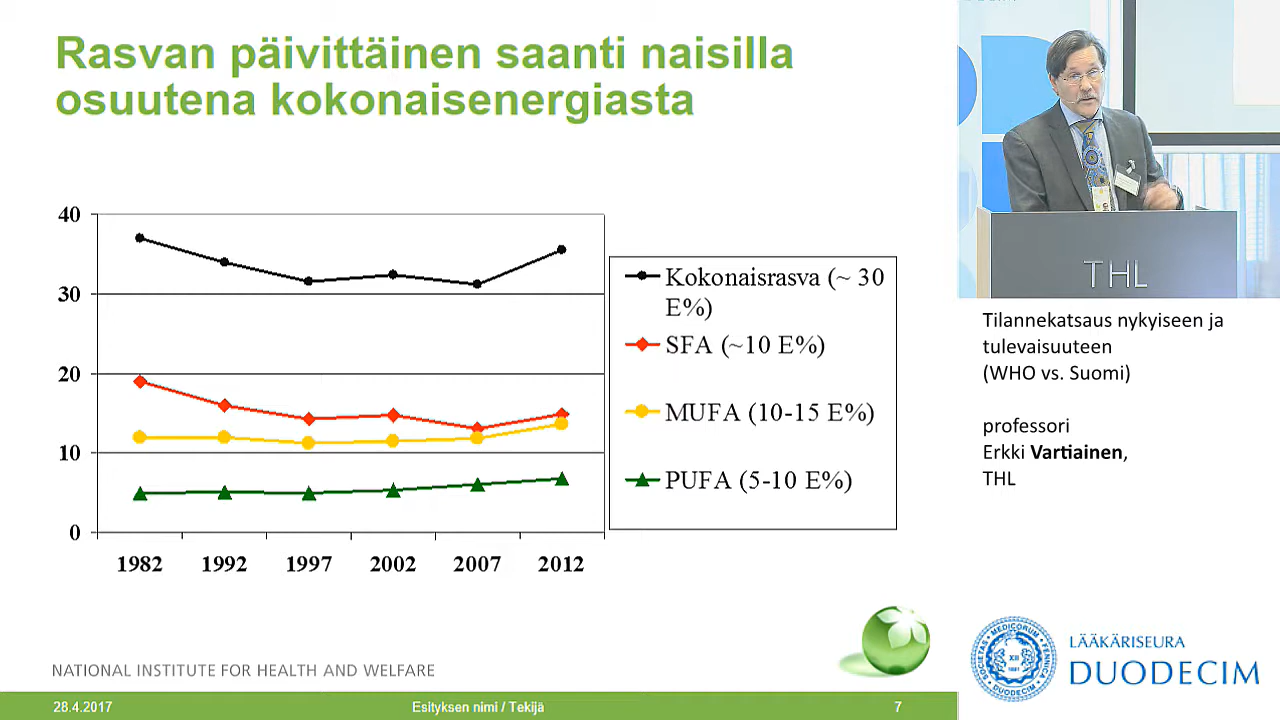 Rasvan päivittäinen saanti naisilla
osuutena kokonaisenergiasta
40
30
20
10
0
1982 1992 1997 2002 2007 2012
Kokonaisrasva (~ 30
E%)
SFA (~10 E%)
MUFA (10-15 E%)
PUFA (5-10 E%)
NATIONAL INSTITUTE FOR HEALTH AND WELFARE
28.4.2017 Esityksen nimi / Tekijä 7
THL
Tilannekatsaus nykyiseen ja
tulevaisuuteen
(WHO vs. Suomi)
professori
Erkki Vartiainen,
THL
LÄÄKÄRISEURA
DUODECIM